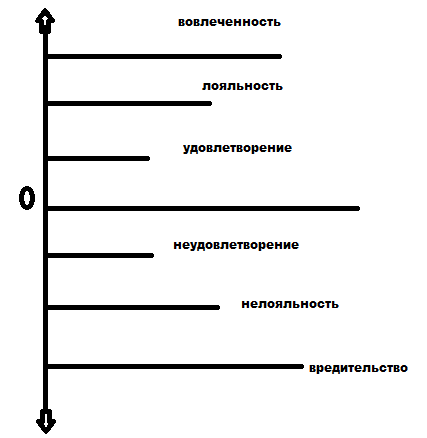 вовлеченность
лояльность
удовлетворение
0
неудовлетворение
нелояльность
вредительство